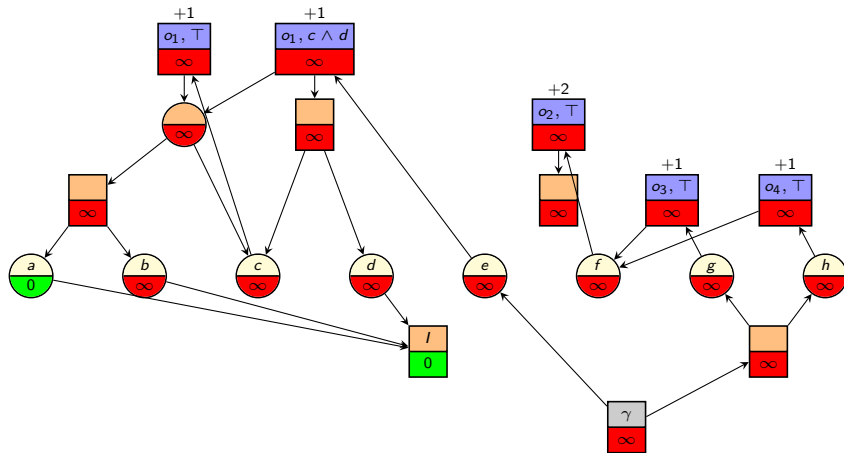 +1 +1
o₁, ⊤ o₁, c ∧ d
∞ ∞
+2
o₂, ⊤
∞ ∞ ∞
+1 +1
o₃, ⊤ o₄, ⊤
∞ ∞ ∞ ∞
a b c d e f g h
0 ∞ ∞ ∞ ∞ ∞ ∞ ∞
I
0 ∞
γ
∞